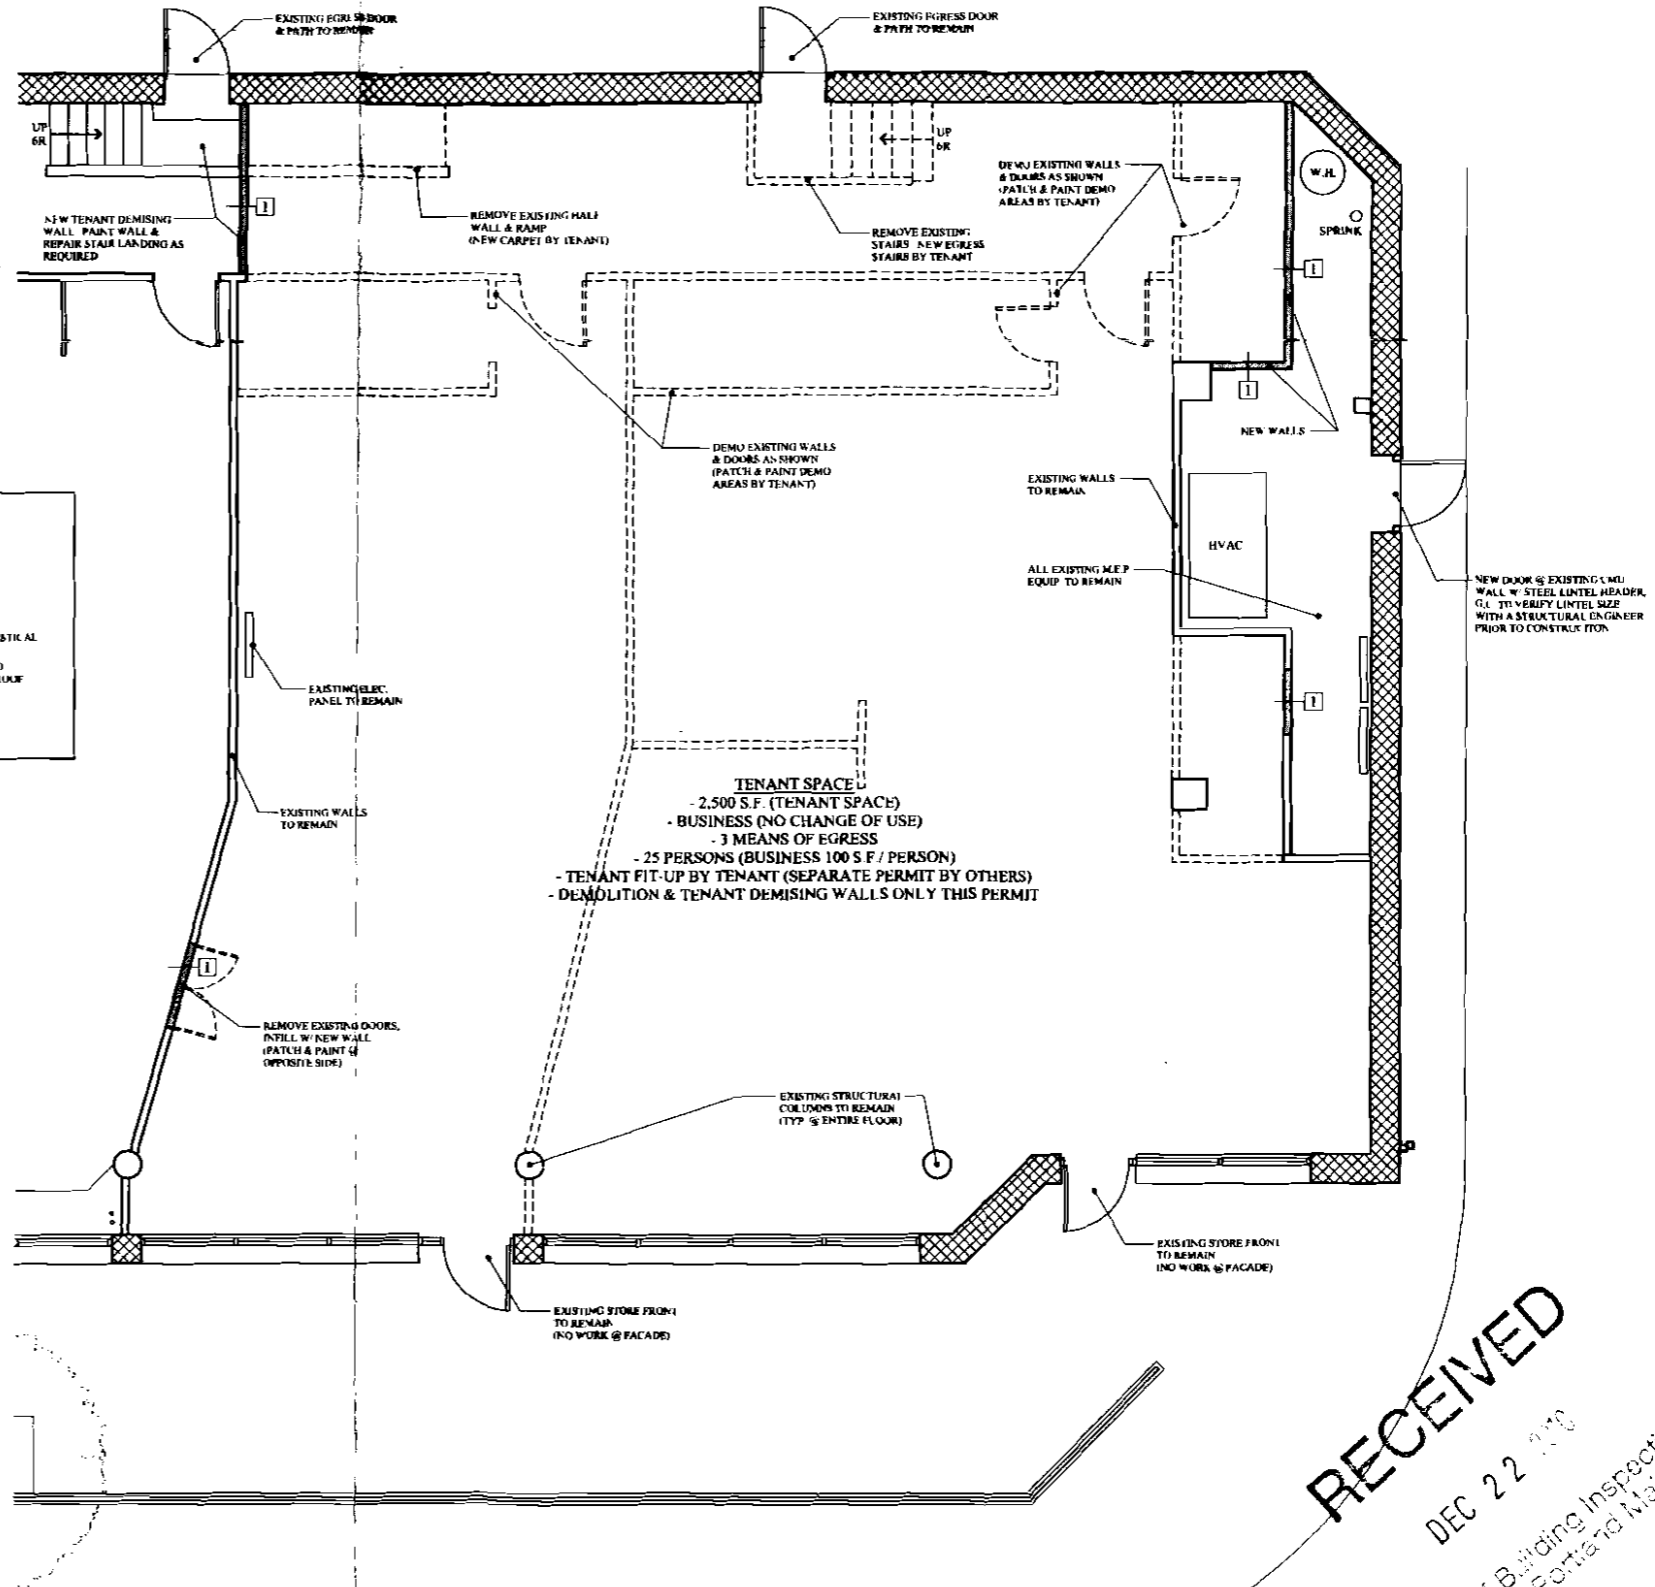 EXISTING EGRESS DOOR
& PATH TO REMAIN
EXISTING EGRESS DOOR
& PATH TO REMAIN
UP
6R
UP
6R
NEW TENANT DEMISING
WALL PAINT WALL &
REPAIR STAIR LANDING AS
REQUIRED
1
REMOVE EXISTING HALF
WALL & RAMP
(NEW CARPET BY TENANT)
REMOVE EXISTING
STAIRS NEW EGRESS
STAIRS BY TENANT
DEMO EXISTING WALLS
& DOORS AS SHOWN
(PATCH & PAINT DEMO
AREAS BY TENANT)
W.H.
SPRINK
1
1
NEW WALLS
DEMO EXISTING WALLS
& DOORS AS SHOWN
(PATCH & PAINT DEMO
AREAS BY TENANT)
EXISTING WALLS
TO REMAIN
HVAC
ALL EXISTING M.E.P
EQUIP TO REMAIN
NEW DOOR @ EXISTING CMU
WALL W/ STEEL LINTEL HEADER,
G.C. TO VERIFY LINTEL SIZE
WITH A STRUCTURAL ENGINEER
PRIOR TO CONSTRUCTION
STICAL
OOF
EXISTING ELEC.
PANEL TO REMAIN
1
EXISTING WALLS
TO REMAIN
TENANT SPACE
- 2,500 S.F. (TENANT SPACE)
- BUSINESS (NO CHANGE OF USE)
- 3 MEANS OF EGRESS
- 25 PERSONS (BUSINESS 100 S.F / PERSON)
- TENANT FIT-UP BY TENANT (SEPARATE PERMIT BY OTHERS)
- DEMOLITION & TENANT DEMISING WALLS ONLY THIS PERMIT
1
REMOVE EXISTING DOORS,
INFILL W/ NEW WALL
(PATCH & PAINT @
OPPOSITE SIDE)
EXISTING STRUCTURAL
COLUMNS TO REMAIN
(TYP @ ENTIRE FLOOR)
EXISTING STORE FRONT
TO REMAIN
(NO WORK @ FACADE)
EXISTING STORE FRONT
TO REMAIN
(NO WORK @ FACADE)
RECEIVED
DEC 22
Building Inspecti
Portland Mai